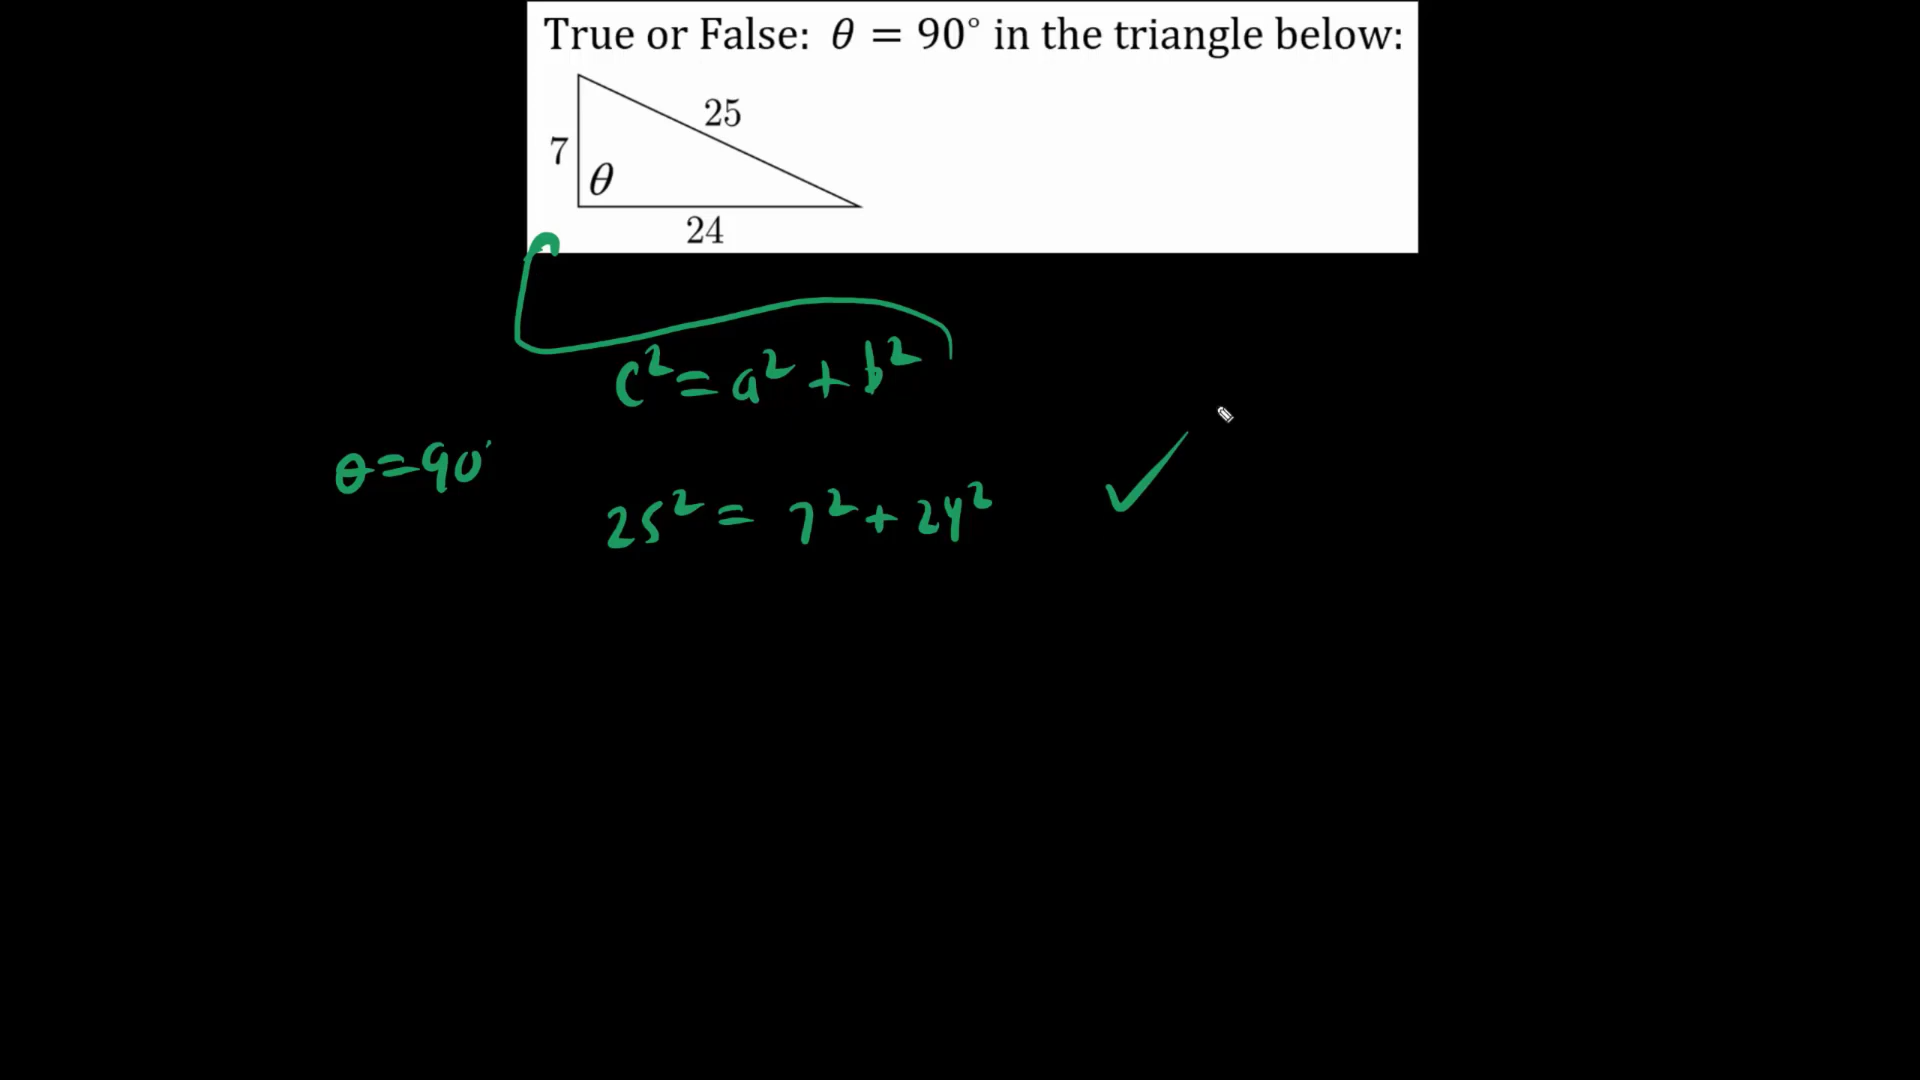 True or False: θ = 90° in the triangle below:
25
7
θ
24
c² = a² + b²
θ = 90°
25² = 7² + 24²